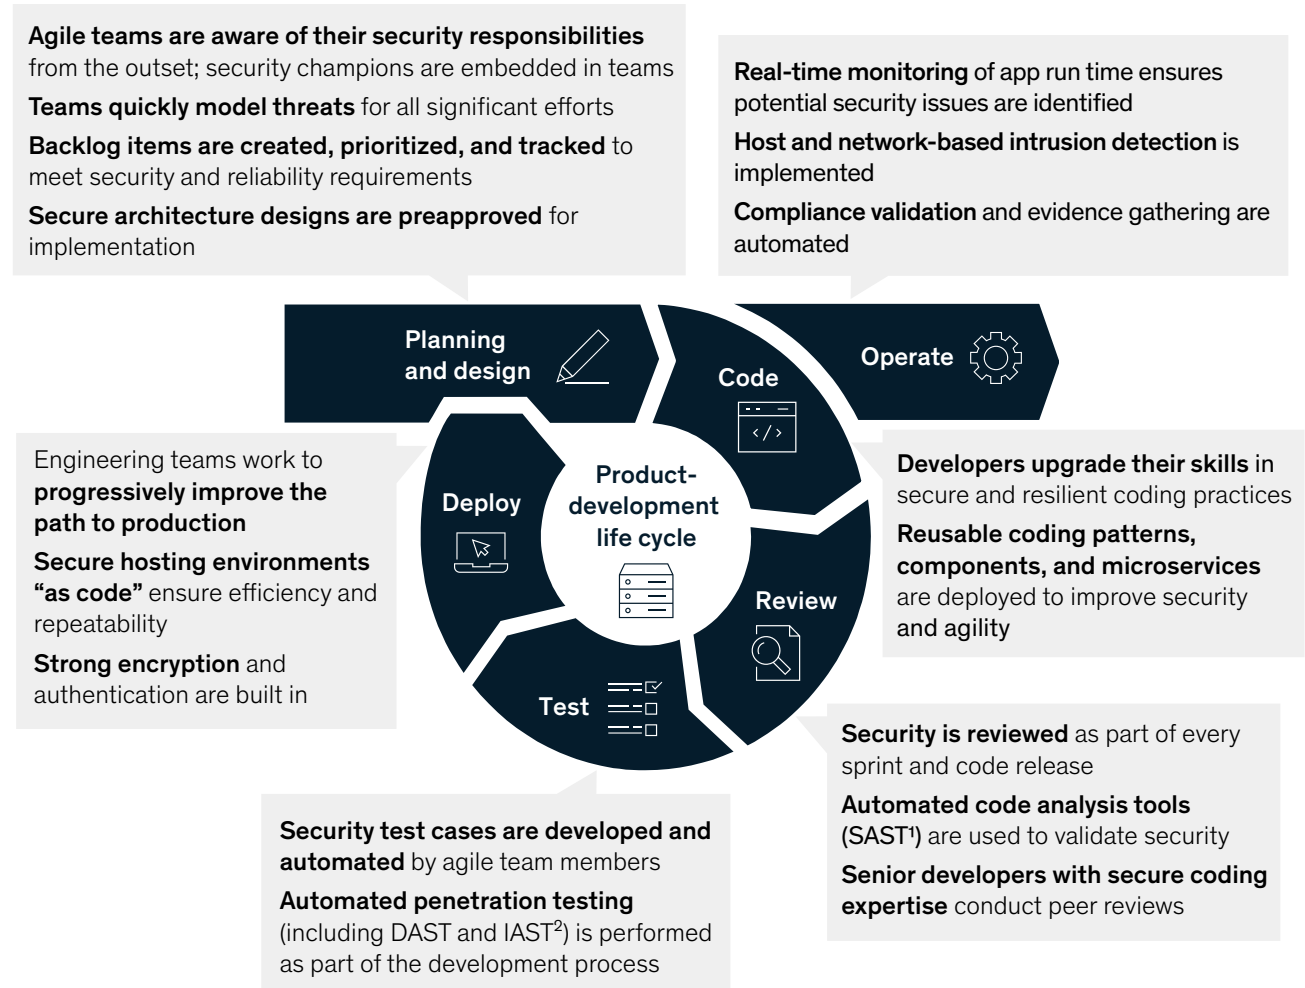 Agile teams are aware of their security responsibilities
from the outset; security champions are embedded in teams
Teams quickly model threats for all significant efforts
Backlog items are created, prioritized, and tracked to
meet security and reliability requirements
Secure architecture designs are preapproved for
implementation
Real-time monitoring of app run time ensures
potential security issues are identified
Host and network-based intrusion detection is
implemented
Compliance validation and evidence gathering are
automated
Planning
and design
Code
Operate
Engineering teams work to
progressively improve the
path to production
Secure hosting environments
“as code” ensure efficiency and
repeatability
Strong encryption and
authentication are built in
Deploy
Product-
development
life cycle
Developers upgrade their skills in
secure and resilient coding practices
Reusable coding patterns,
components, and microservices
are deployed to improve security
and agility
Review
Test
Security is reviewed as part of every
sprint and code release
Automated code analysis tools
(SAST¹) are used to validate security
Senior developers with secure coding
expertise conduct peer reviews
Security test cases are developed and
automated by agile team members
Automated penetration testing
(including DAST and IAST²) is performed
as part of the development process